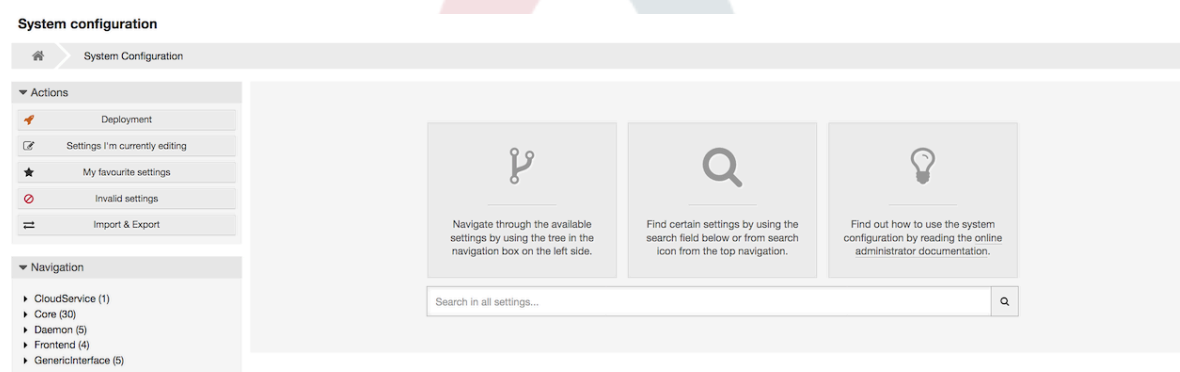 System configuration
System Configuration
Actions
Deployment
Settings I'm currently editing
My favourite settings
Invalid settings
Import & Export
Navigation
CloudService (1)
Core (30)
Daemon (5)
Frontend (4)
GenericInterface (5)
Navigate through the available
settings by using the tree in the
navigation box on the left side.
Find certain settings by using the
search field below or from search
icon from the top navigation.
Find out how to use the system
configuration by reading the online
administrator documentation.
Search in all settings...